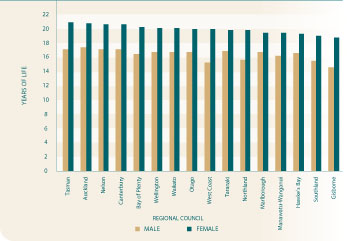 YEARS OF LIFE
22
20
18
16
14
12
10
8
6
4
2
0
Tasman
Auckland
Nelson
Canterbury
Bay of Plenty
Wellington
Waikato
Otago
West Coast
Taranaki
Northland
Marlborough
Manawatu-Wanganui
Hawke's Bay
Southland
Gisborne
REGIONAL COUNCIL
MALE FEMALE